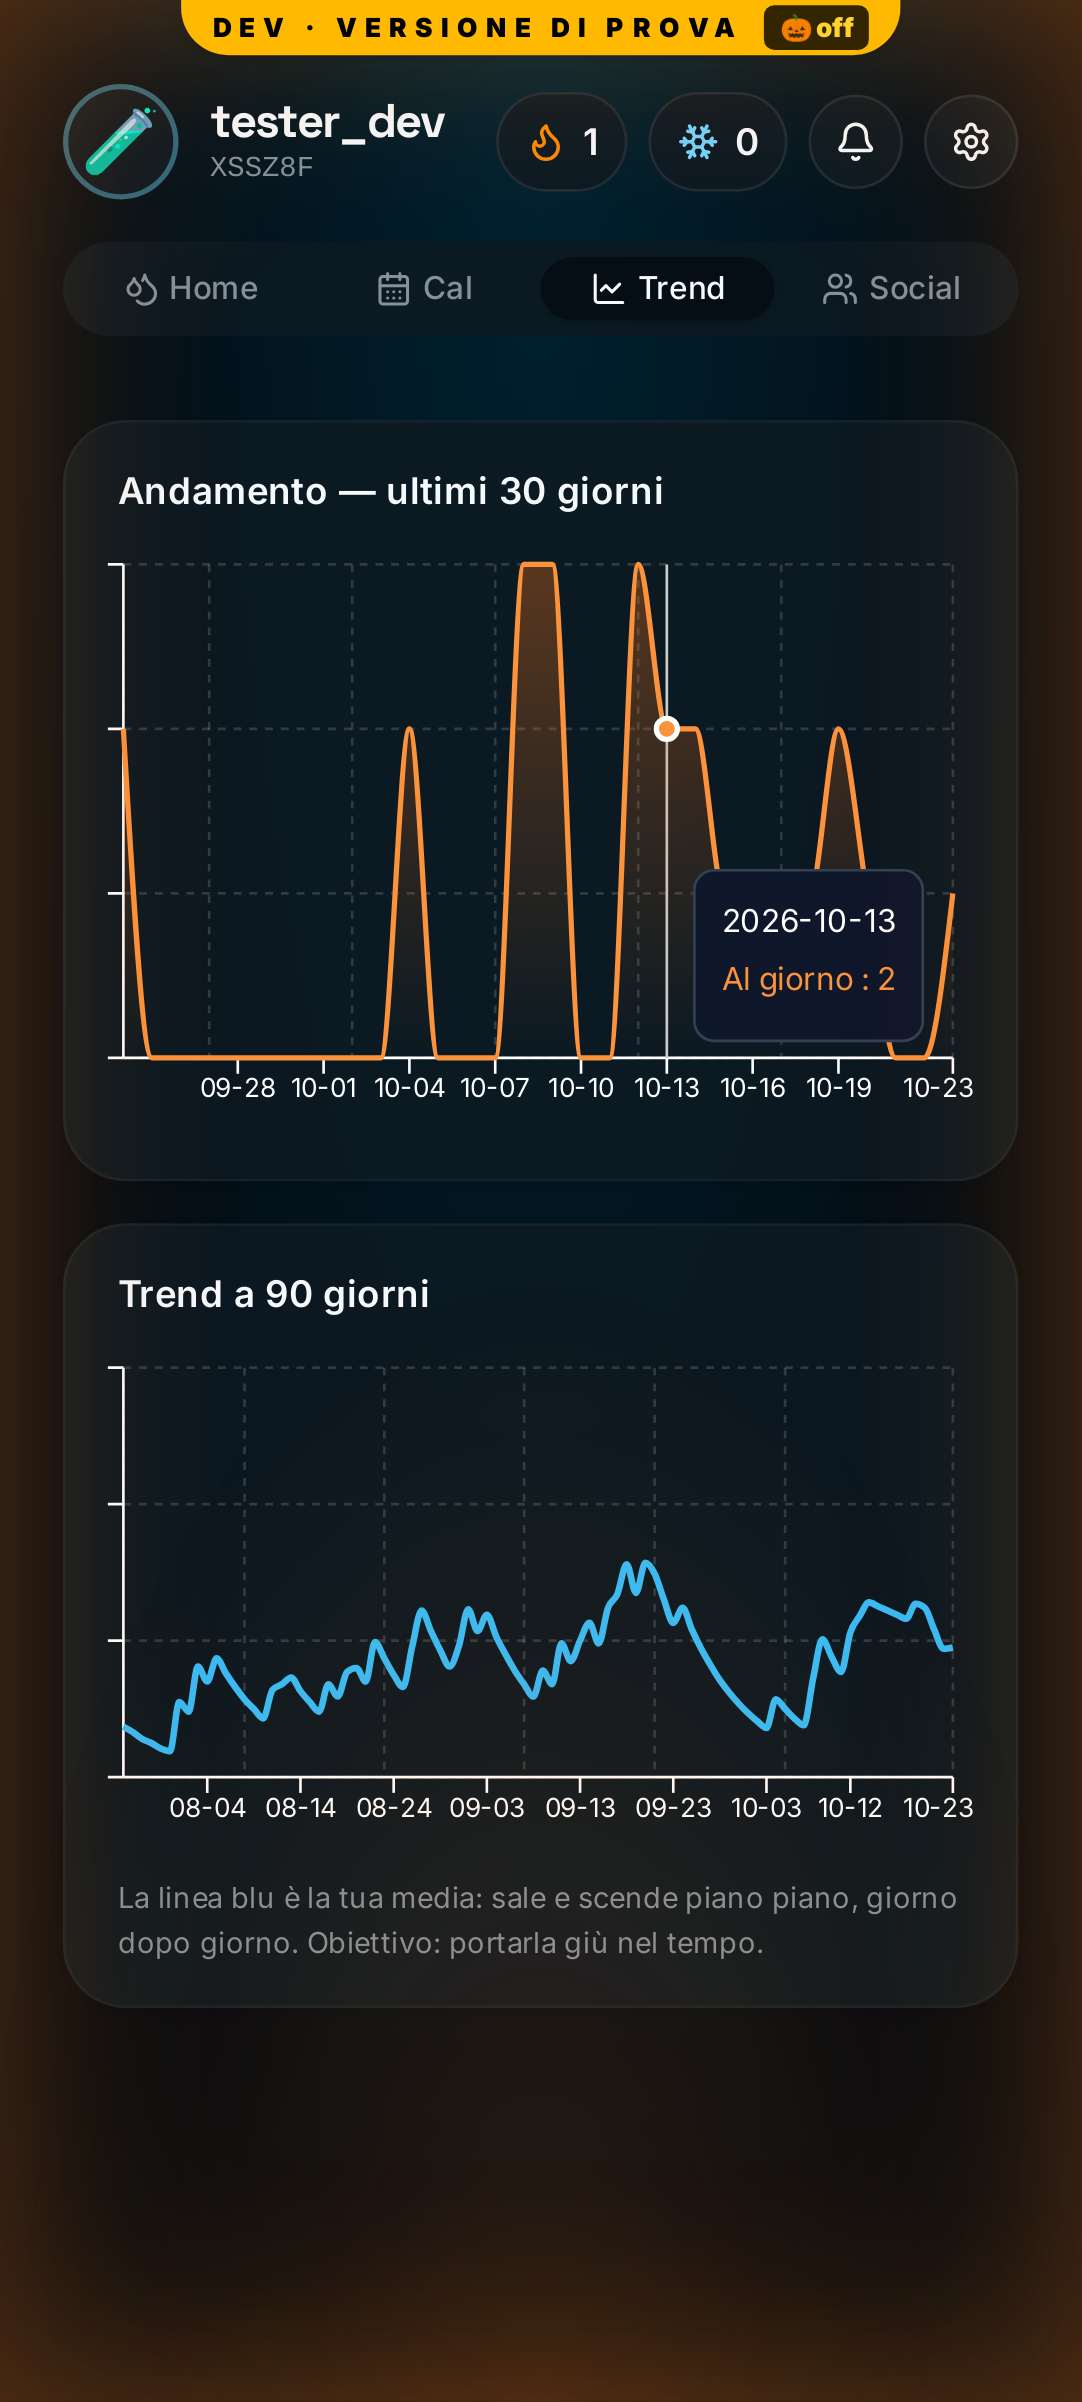 DEV · VERSIONE DI PROVA 🎃 off
tester_dev
XSSZ8F
1
0
Home Cal Trend Social
Andamento — ultimi 30 giorni
2026-10-13
Al giorno : 2
09-28 10-01 10-04 10-07 10-10 10-13 10-16 10-19 10-23
Trend a 90 giorni
08-04 08-14 08-24 09-03 09-13 09-23 10-03 10-12 10-23
La linea blu è la tua media: sale e scende piano piano, giorno
dopo giorno. Obiettivo: portarla giù nel tempo.